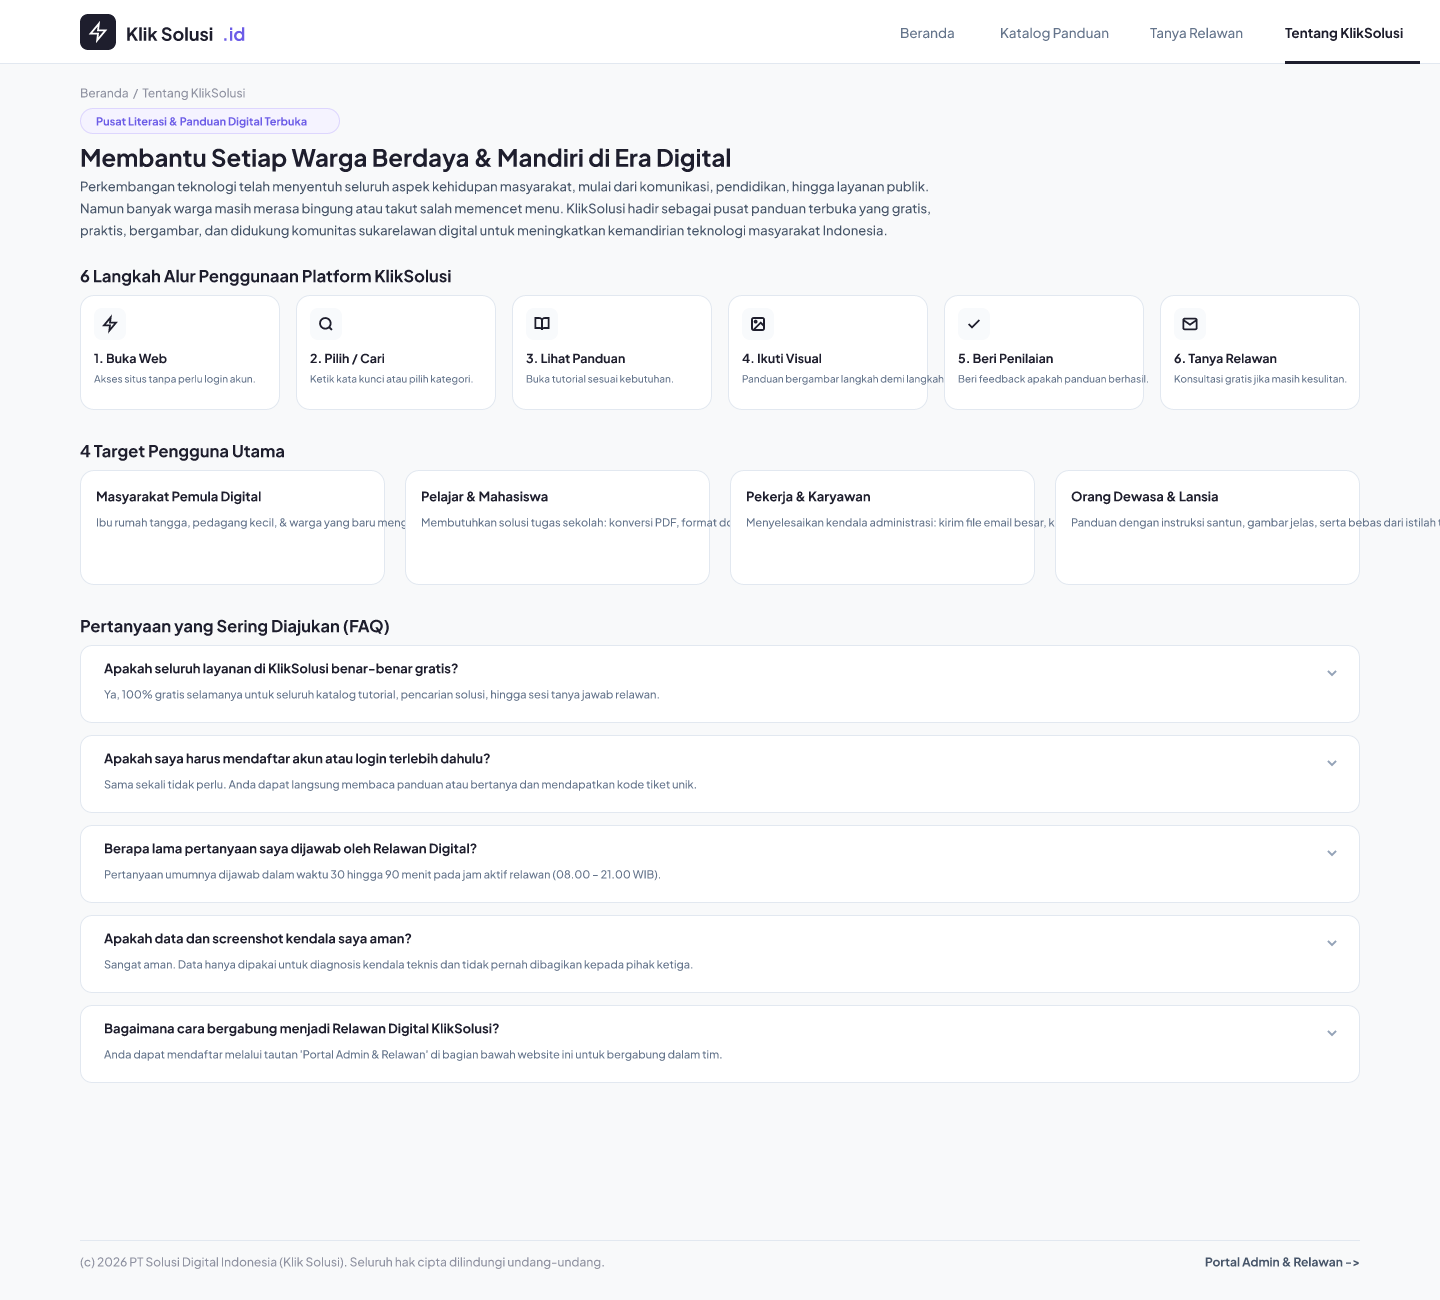 Klik Solusi .id
Beranda
Katalog Panduan
Tanya Relawan
Tentang KlikSolusi
Beranda / Tentang KlikSolusi
Pusat Literasi & Panduan Digital Terbuka
Membantu Setiap Warga Berdaya & Mandiri di Era Digital
Perkembangan teknologi telah menyentuh seluruh aspek kehidupan masyarakat, mulai dari komunikasi, pendidikan, hingga layanan publik.
Namun banyak warga masih merasa bingung atau takut salah memencet menu. KlikSolusi hadir sebagai pusat panduan terbuka yang gratis,
praktis, bergambar, dan didukung komunitas sukarelawan digital untuk meningkatkan kemandirian teknologi masyarakat Indonesia.
6 Langkah Alur Penggunaan Platform KlikSolusi
1. Buka Web
Akses situs tanpa perlu login akun.
2. Pilih / Cari
Ketik kata kunci atau pilih kategori.
3. Lihat Panduan
Buka tutorial sesuai kebutuhan.
4. Ikuti Visual
Panduan bergambar langkah demi langkah
5. Beri Penilaian
Beri feedback apakah panduan berhasil.
6. Tanya Relawan
Konsultasi gratis jika masih kesulitan.
4 Target Pengguna Utama
Masyarakat Pemula Digital
Ibu rumah tangga, pedagang kecil, & warga yang baru
Pelajar & Mahasiswa
Membutuhkan solusi tugas sekolah: konversi PDF, format
Pekerja & Karyawan
Menyelesaikan kendala administrasi: kirim file email besar,
Orang Dewasa & Lansia
Panduan dengan instruksi santun, gambar jelas, serta bebas dari istilah
Pertanyaan yang Sering Diajukan (FAQ)
Apakah seluruh layanan di KlikSolusi benar-benar gratis?
Ya, 100% gratis selamanya untuk seluruh katalog tutorial, pencarian solusi, hingga sesi tanya jawab relawan.
Apakah saya harus mendaftar akun atau login terlebih dahulu?
Sama sekali tidak perlu. Anda dapat langsung membaca panduan atau bertanya dan mendapatkan kode tiket unik.
Berapa lama pertanyaan saya dijawab oleh Relawan Digital?
Pertanyaan umumnya dijawab dalam waktu 30 hingga 90 menit pada jam aktif relawan (08.00 – 21.00 WIB).
Apakah data dan screenshot kendala saya aman?
Sangat aman. Data hanya dipakai untuk diagnosis kendala teknis dan tidak pernah dibagikan kepada pihak ketiga.
Bagaimana cara bergabung menjadi Relawan Digital KlikSolusi?
Anda dapat mendaftar melalui tautan 'Portal Admin & Relawan' di bagian bawah website ini untuk bergabung dalam tim.
(c) 2026 PT Solusi Digital Indonesia (Klik Solusi). Seluruh hak cipta dilindungi undang-undang.
Portal Admin & Relawan ->